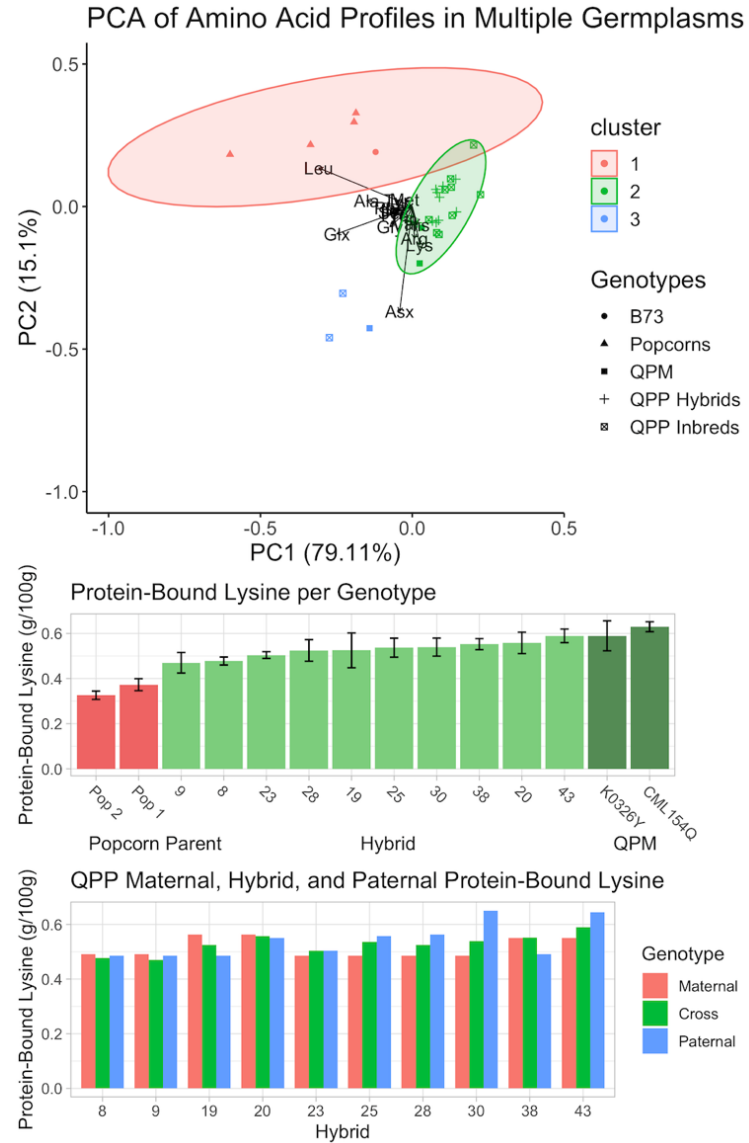 PCA of Amino Acid Profiles in Multiple Germplasms
PC2 (15.1%)
0.5
0.0
-0.5
-1.0
Leu
Met
Ala
Glx
Arg
Lys
Asx
-1.0
-0.5
0.0
0.5
PC1 (79.11%)
cluster
1
2
3
Genotypes
B73
Popcorns
QPM
QPP Hybrids
QPP Inbreds
Protein-Bound Lysine per Genotype
Protein-Bound Lysine (g/100g)
0.6
0.4
0.2
0.0
Pop 2
Pop 1
9
8
23
28
19
25
30
38
20
43
K0326Y
CML154Q
Popcorn Parent
Hybrid
QPM
QPP Maternal, Hybrid, and Paternal Protein-Bound Lysine
Protein-Bound Lysine (g/100g)
0.6
0.4
0.2
0.0
8
9
19
20
23
25
28
30
38
43
Hybrid
Genotype
Maternal
Cross
Paternal